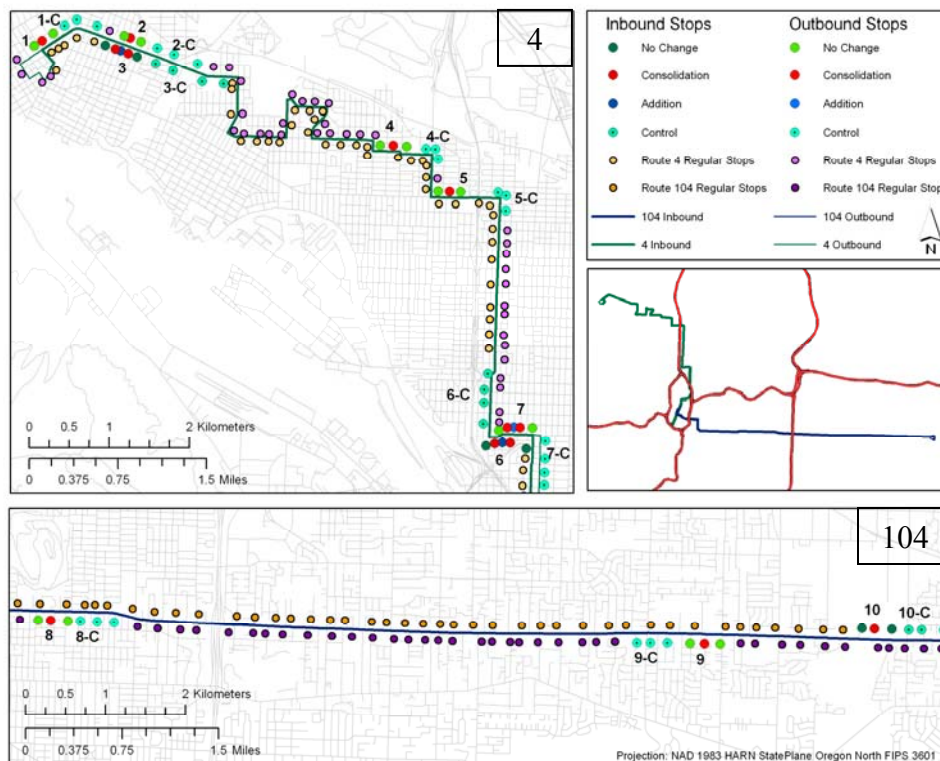 4
1
1-C
2
2-C
3
3-C
4
4-C
5
5-C
6-C
7
6
7-C
0 0.5 1 2 Kilometers
0 0.375 0.75 1.5 Miles
Inbound Stops
Outbound Stops
No Change
No Change
Consolidation
Consolidation
Addition
Addition
Control
Control
Route 4 Regular Stops
Route 4 Regular Stops
Route 104 Regular Stops
Route 104 Regular Stops
104 Inbound
104 Outbound
4 Inbound
4 Outbound
N
104
8
8-C
9-C
9
10
10-C
0 0.5 1 2 Kilometers
0 0.375 0.75 1.5 Miles
Projection: NAD 1983 HARN StatePlane Oregon North FIPS 3601